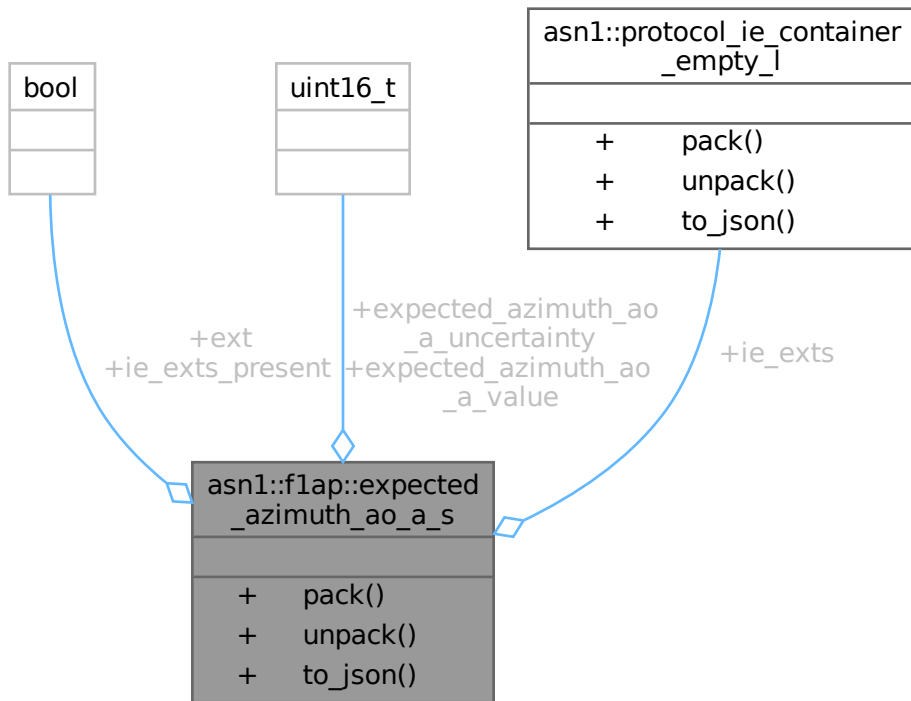 asn1::protocol_ie_container
_empty_l
bool
uint16_t
+ pack()
+ unpack()
+ to_json()
+ext
+ie_exts_present
+expected_azimuth_ao
_a_uncertainty
+expected_azimuth_ao
_a_value
+ie_exts
asn1::f1ap::expected
_azimuth_ao_a_s
+ pack()
+ unpack()
+ to_json()